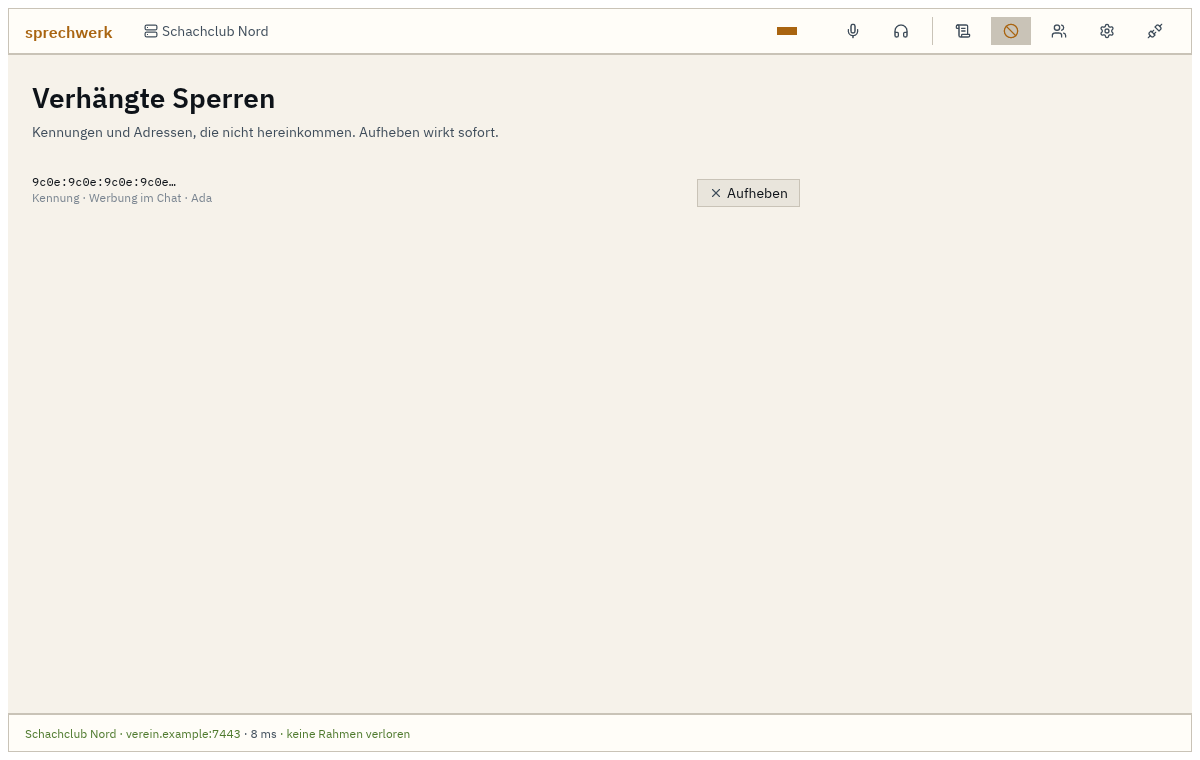 sprechwerk Schachclub Nord
Verhängte Sperren
Kennungen und Adressen, die nicht hereinkommen. Aufheben wirkt sofort.
9c0e:9c0e:9c0e:9c0e…
Kennung · Werbung im Chat · Ada
Aufheben
Schachclub Nord · verein.example:7443 · 8 ms · keine Rahmen verloren